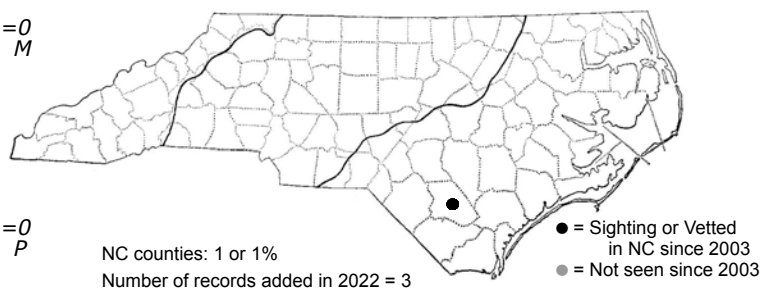 =0
M
=0
P
NC counties: 1 or 1%
Number of records added in 2022 = 3
● = Sighting or Vetted
in NC since 2003
● = Not seen since 2003